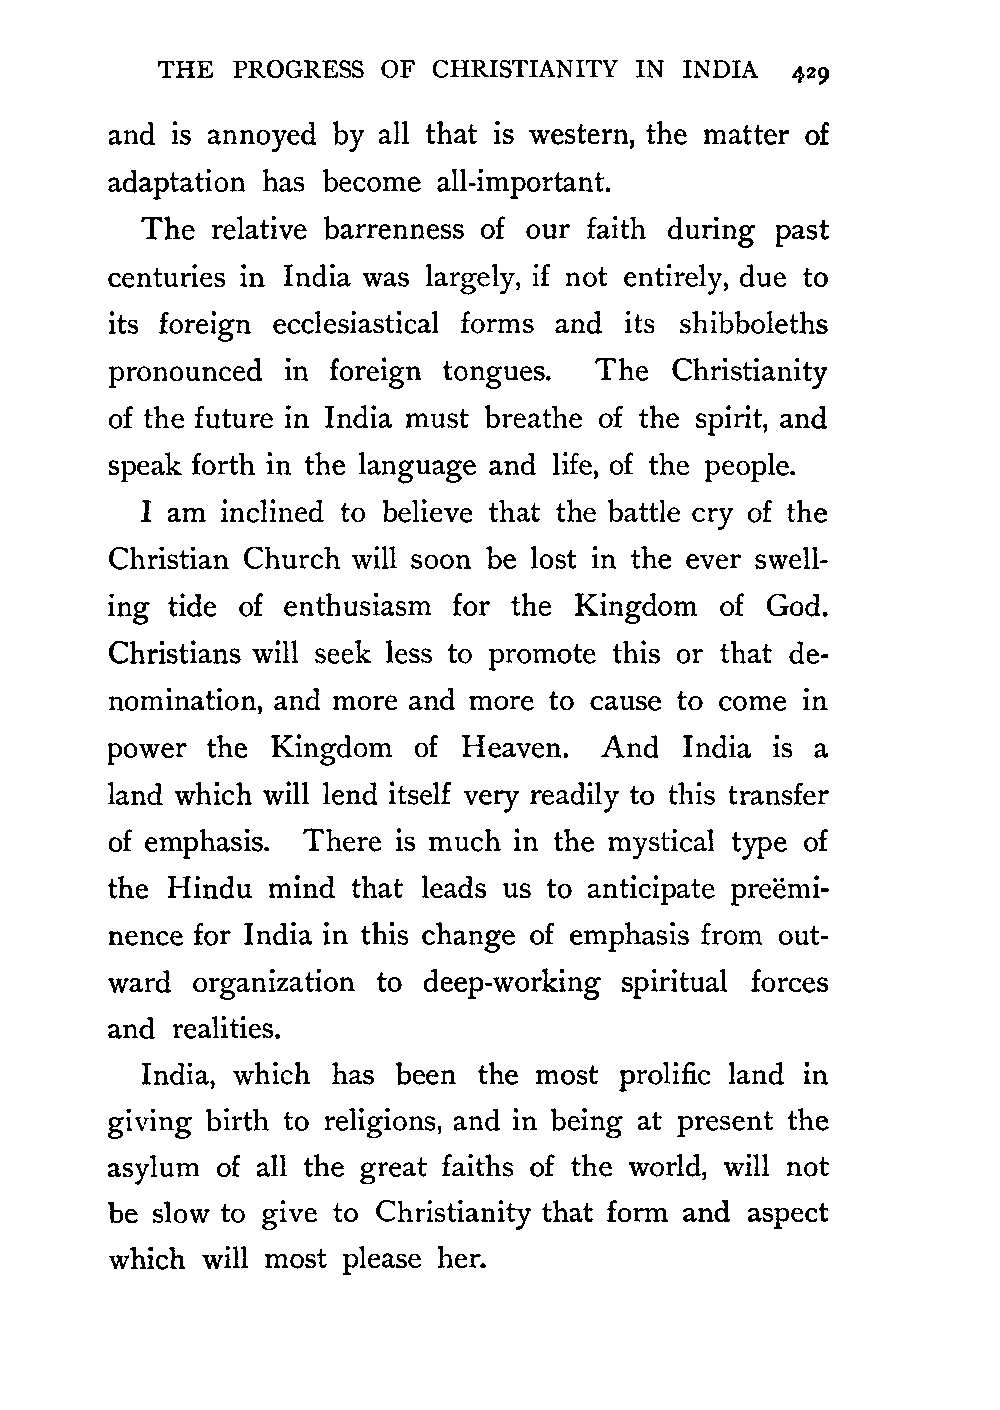 THE PROGRESS OF CHRISTIANITY IN INDIA 429
and is annoyed by all that is western, the matter of
adaptation has become all-important.
The relative barrenness of our faith during past
centuries in India was largely, if not entirely, due to
its foreign ecclesiastical forms and its shibboleths
pronounced in foreign tongues. The Christianity
of the future in India must breathe of the spirit, and
speak forth in the language and life, of the people.
I am inclined to believe that the battle cry of the
Christian Church will soon be lost in the ever swell-
ing tide of enthusiasm for the Kingdom of God.
Christians will seek less to promote this or that de-
nomination, and more and more to cause to come in
power the Kingdom of Heaven. And India is a
land which will lend itself very readily to this transfer
of emphasis. There is much in the mystical type of
the Hindu mind that leads us to anticipate preëmi-
nence for India in this change of emphasis from out-
ward organization to deep-working spiritual forces
and realities.
India, which has been the most prolific land in
giving birth to religions, and in being at present the
asylum of all the great faiths of the world, will not
be slow to give to Christianity that form and aspect
which will most please her.